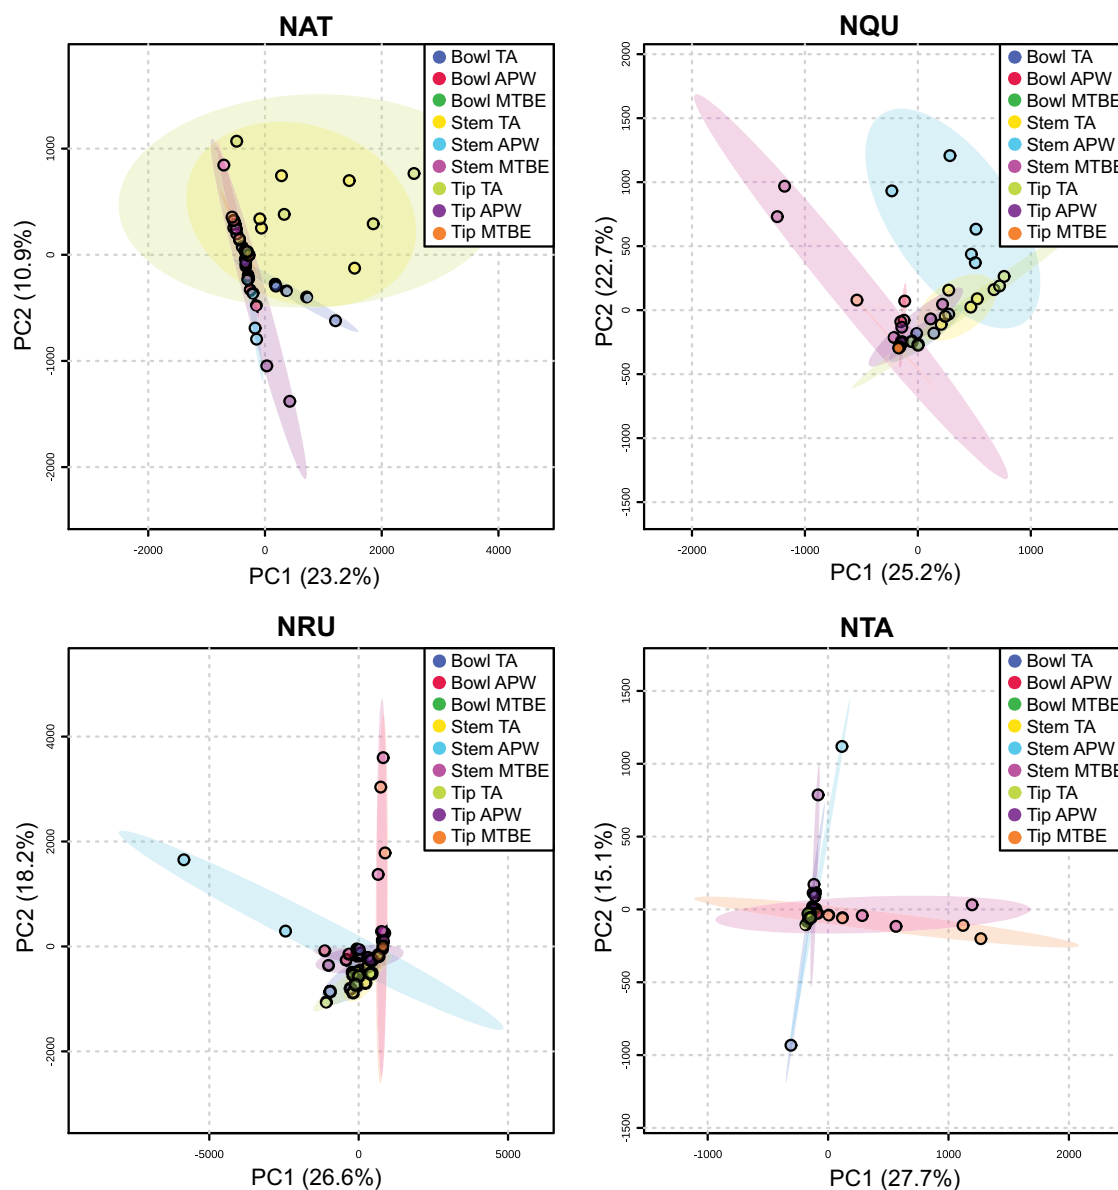 NAT
Bowl TA
Bowl APW
Bowl MTBE
Stem TA
Stem APW
Stem MTBE
Tip TA
Tip APW
Tip MTBE
1000
0
-1000
-2000
PC2 (10.9%)
-2000
0
2000
4000
PC1 (23.2%)
NQU
Bowl TA
Bowl APW
Bowl MTBE
Stem TA
Stem APW
Stem MTBE
Tip TA
Tip APW
Tip MTBE
2000
1500
1000
500
0
-500
-1000
-1500
PC2 (22.7%)
-2000
-1000
0
1000
PC1 (25.2%)
NRU
Bowl TA
Bowl APW
Bowl MTBE
Stem TA
Stem APW
Stem MTBE
Tip TA
Tip APW
Tip MTBE
4000
2000
0
-2000
PC2 (18.2%)
-5000
0
5000
PC1 (26.6%)
NTA
Bowl TA
Bowl APW
Bowl MTBE
Stem TA
Stem APW
Stem MTBE
Tip TA
Tip APW
Tip MTBE
1500
1000
500
0
-500
-1000
-1500
PC2 (15.1%)
-1000
0
1000
2000
PC1 (27.7%)